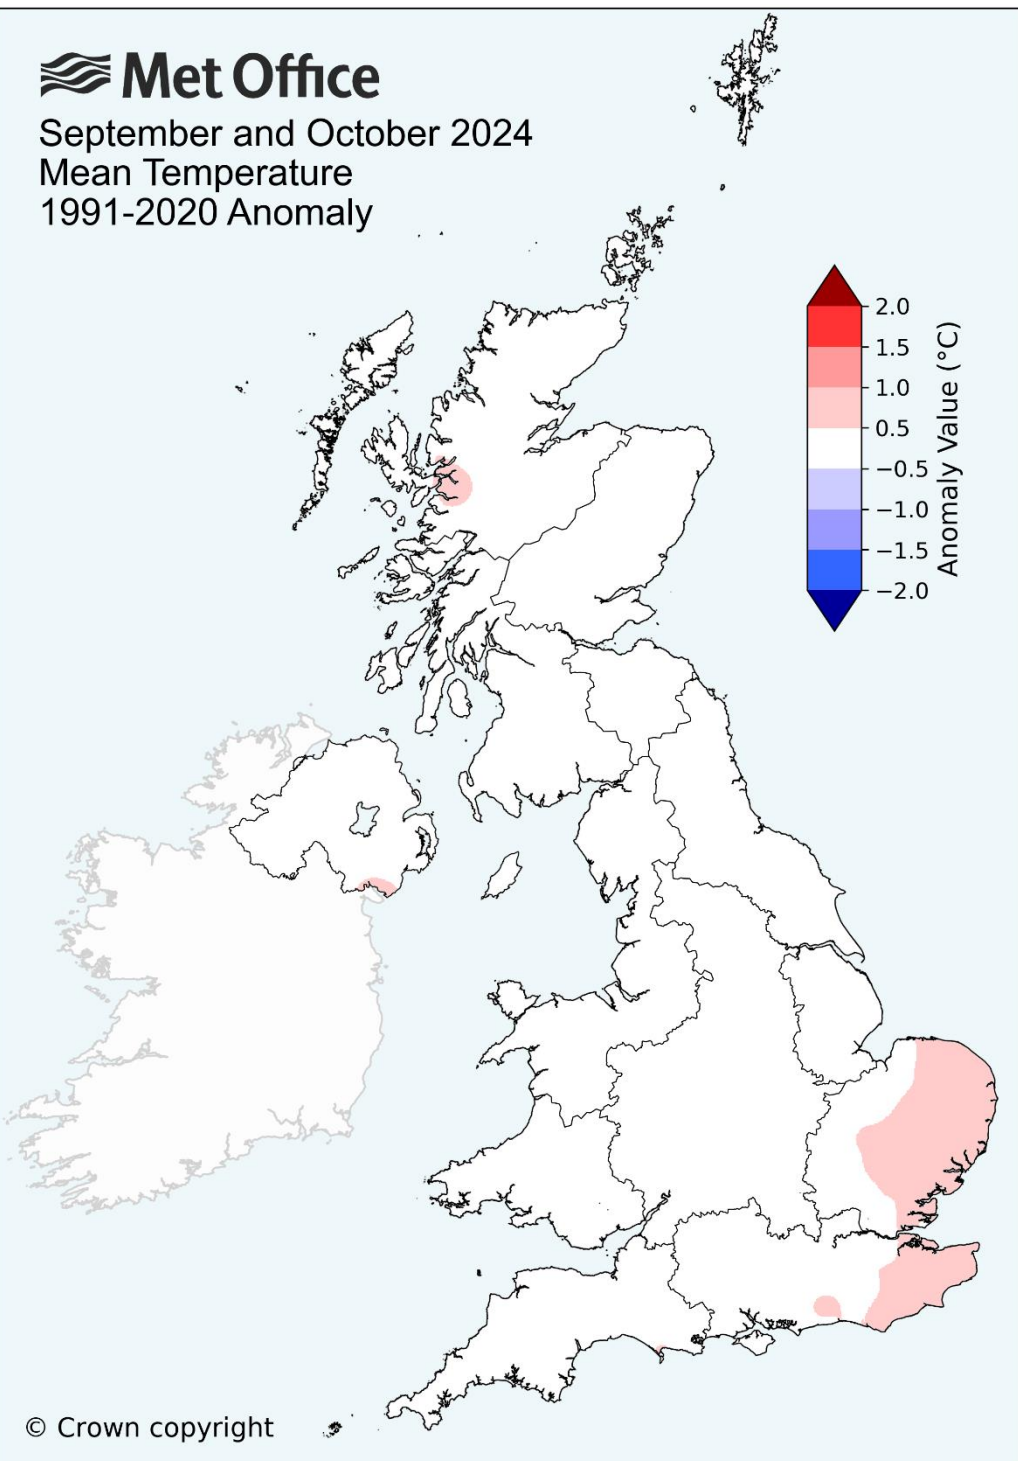 Met Office
September and October 2024
Mean Temperature
1991-2020 Anomaly
2.0
1.5
1.0
0.5
−0.5
−1.0
−1.5
−2.0
Anomaly Value (°C)
© Crown copyright